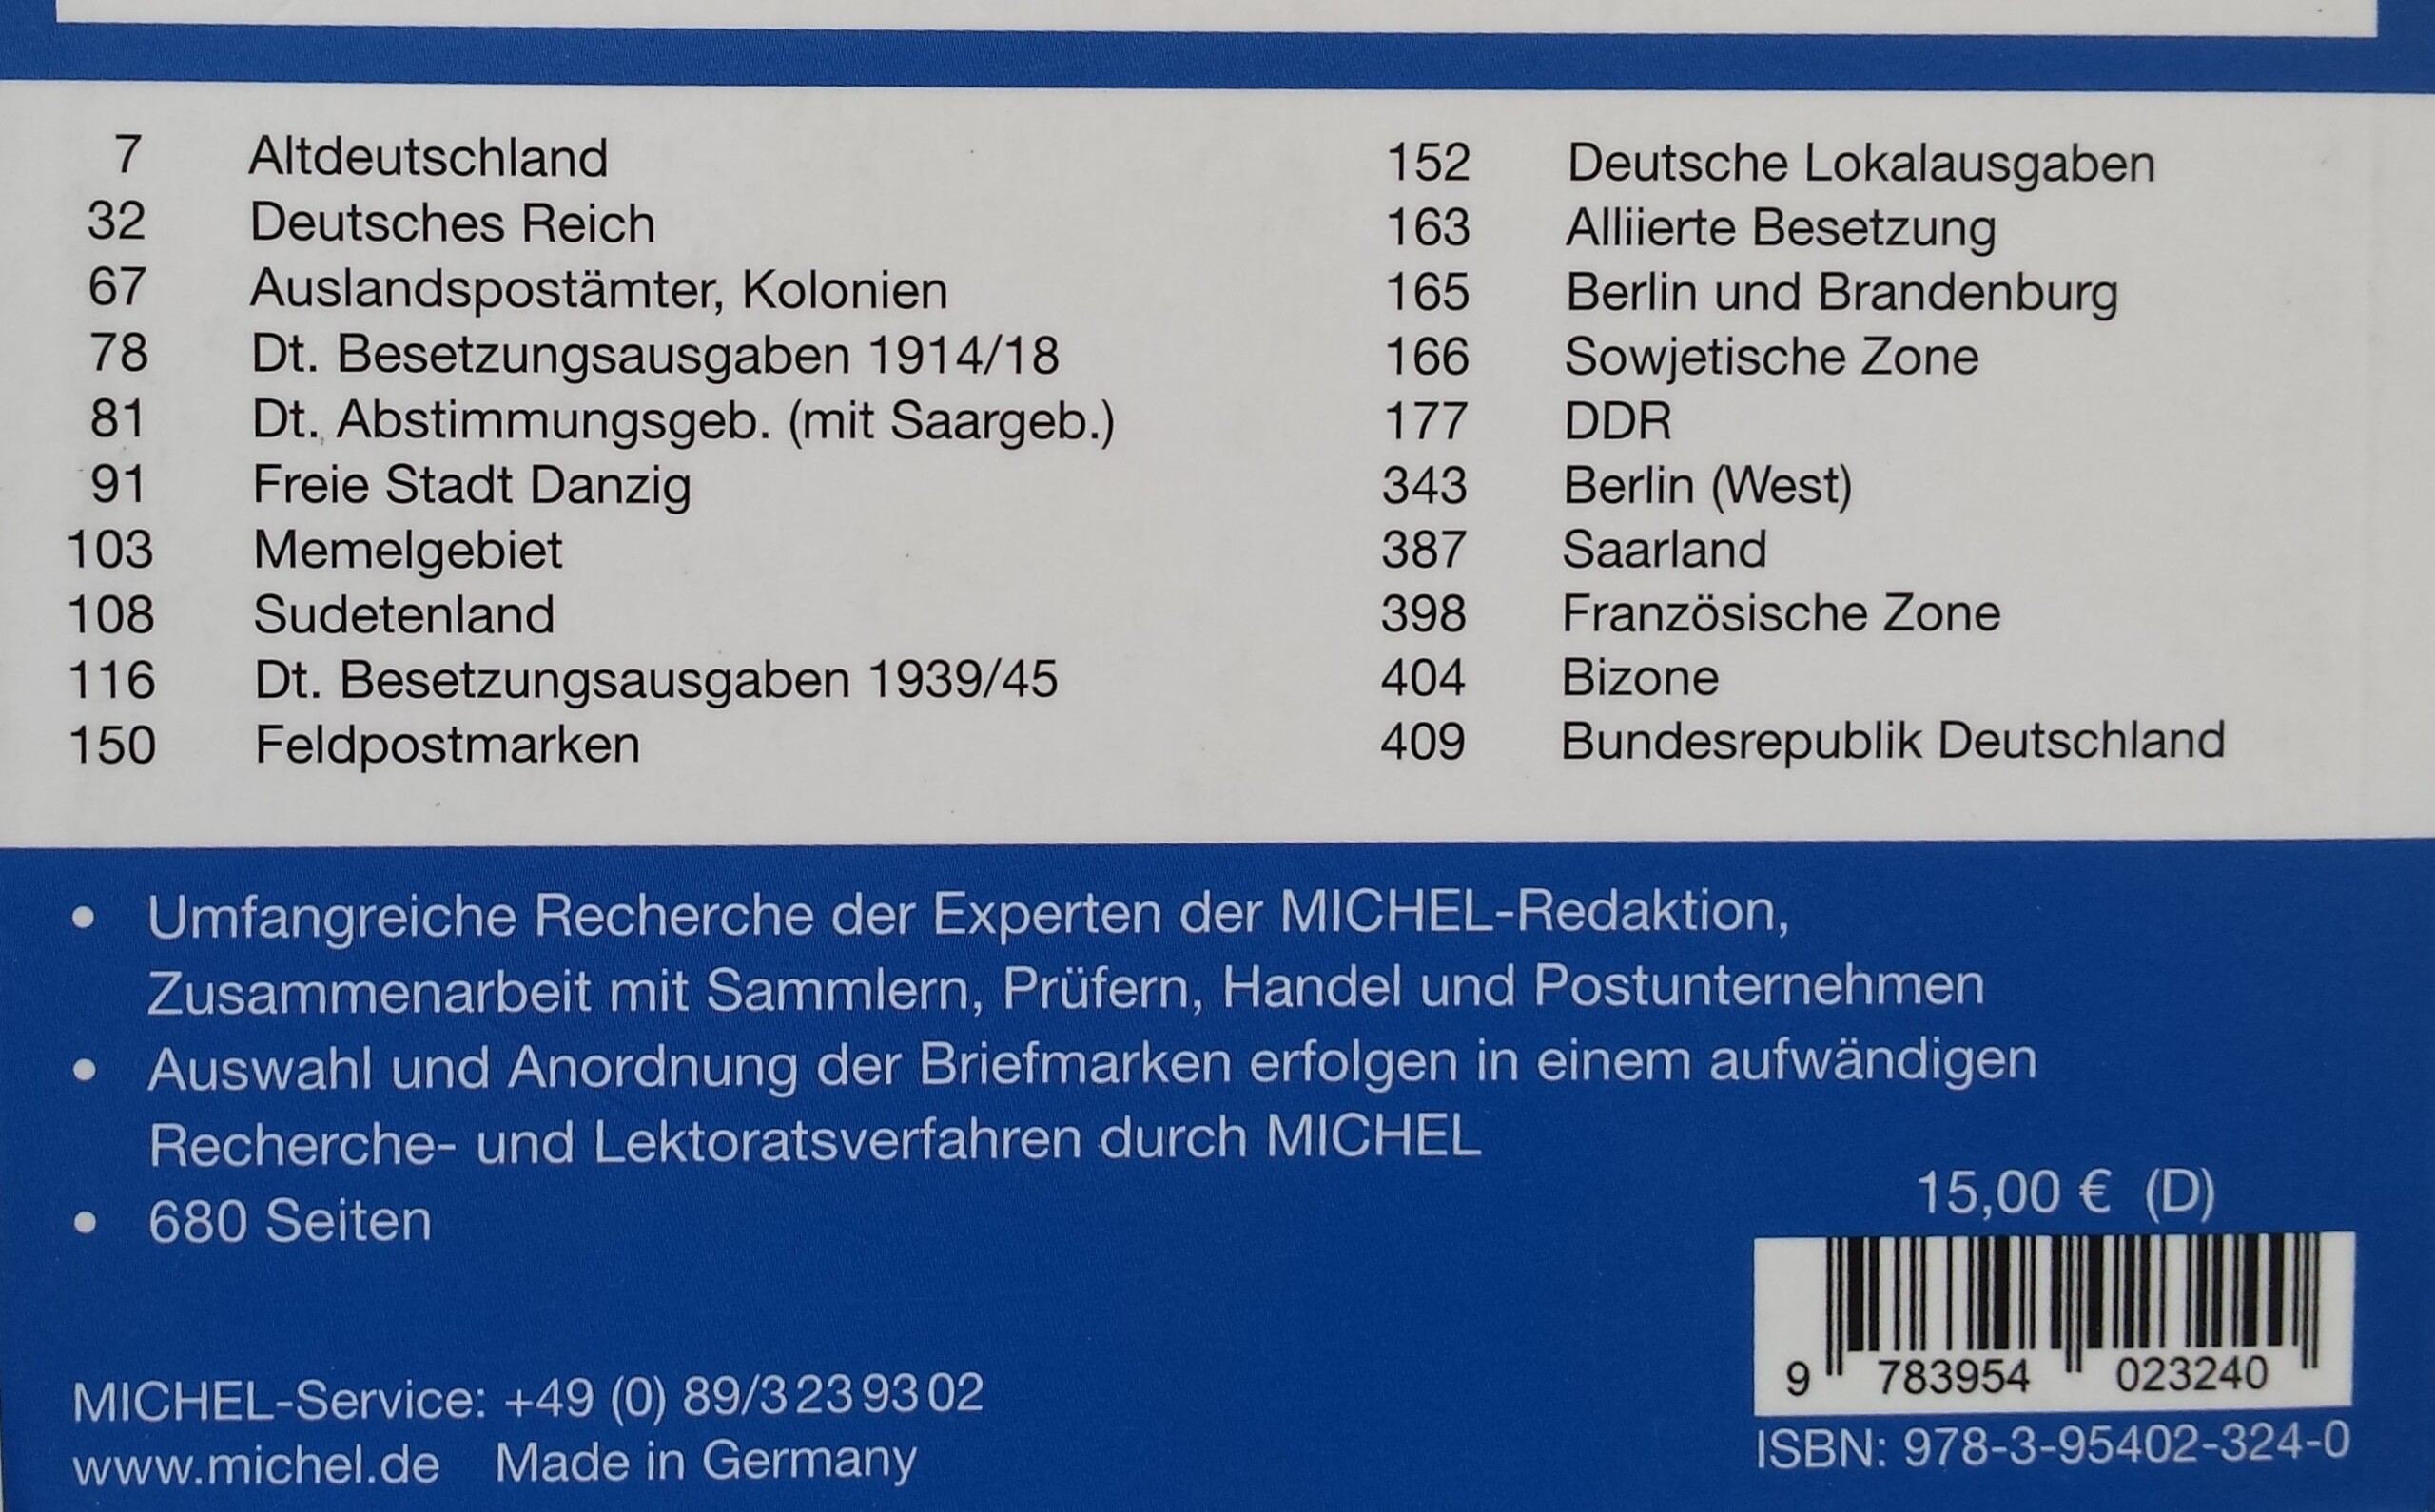 7 Altdeutschland
32 Deutsches Reich
67 Auslandspostämter, Kolonien
78 Dt. Besetzungsausgaben 1914/18
81 Dt. Abstimmungsgeb. (mit Saargeb.)
91 Freie Stadt Danzig
103 Memelgebiet
108 Sudetenland
116 Dt. Besetzungsausgaben 1939/45
150 Feldpostmarken
152 Deutsche Lokalausgaben
163 Alliierte Besetzung
165 Berlin und Brandenburg
166 Sowjetische Zone
177 DDR
343 Berlin (West)
387 Saarland
398 Französische Zone
404 Bizone
409 Bundesrepublik Deutschland
• Umfangreiche Recherche der Experten der MICHEL-Redaktion,
Zusammenarbeit mit Sammlern, Prüfern, Handel und Postunternehmen
• Auswahl und Anordnung der Briefmarken erfolgen in einem aufwändigen
Recherche- und Lektoratsverfahren durch MICHEL
• 680 Seiten
15,00 € (D)
9 783954 023240
ISBN: 978-3-95402-324-0
MICHEL-Service: +49 (0) 89/3 239302
www.michel.de Made in Germany